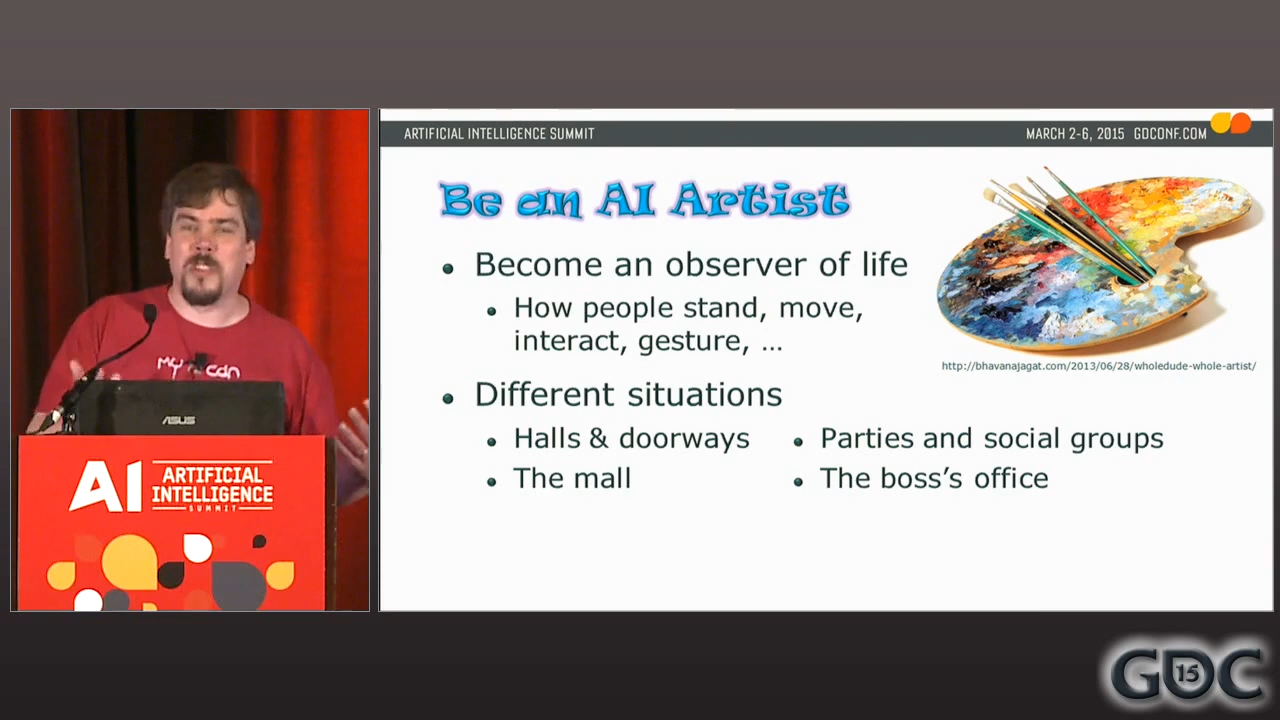 ARTIFICIAL INTELLIGENCE SUMMIT
MARCH 2-6, 2015 GDCONF.COM
Be an AI Artist
Become an observer of life
How people stand, move,
interact, gesture, ...
http://bhavanajagat.com/2013/06/28/wholedude-whole-artist/
Different situations
Halls & doorways
Parties and social groups
The mall
The boss's office
ASUS
AI ARTIFICIAL
INTELLIGENCE
SUMMIT
GDC
15